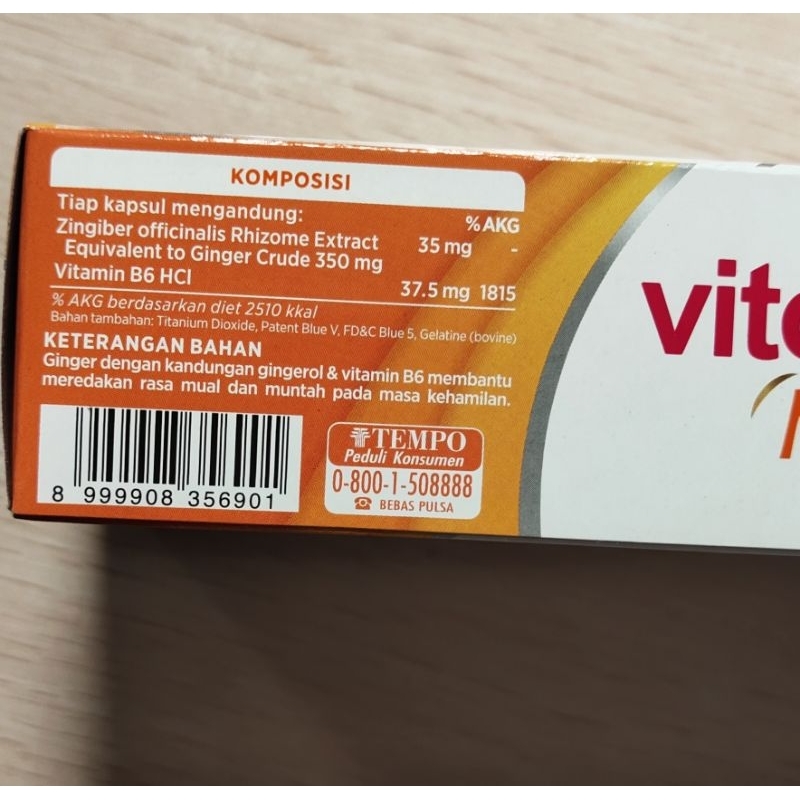 KOMPOSISI
Tiap kapsul mengandung:
%AKG
Zingiber officinalis Rhizome Extract 35 mg -
Equivalent to Ginger Crude 350 mg
Vitamin B6 HCl 37.5 mg 1815
% AKG berdasarkan diet 2510 kkal
Bahan tambahan: Titanium Dioxide, Patent Blue V, FD&C Blue 5, Gelatine (bovine)
KETERANGAN BAHAN
Ginger dengan kandungan gingerol & vitamin B6 membantu
meredakan rasa mual dan muntah pada masa kehamilan.
8 999908 356901
TEMPO
Peduli Konsumen
0-800-1-508888
☎ BEBAS PULSA